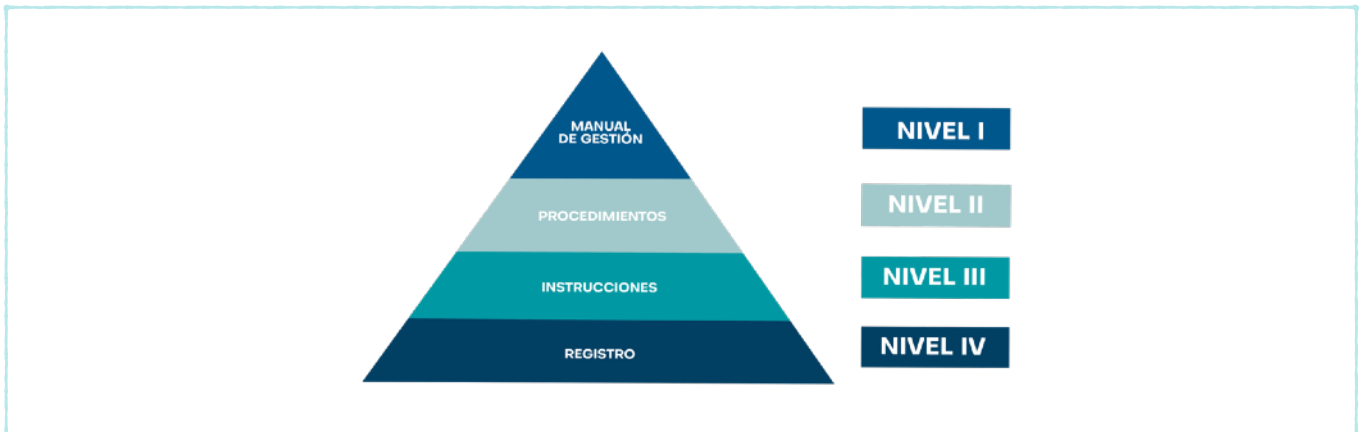 MANUAL
DE GESTIÓN
NIVEL I
PROCEDIMIENTOS
NIVEL II
INSTRUCCIONES
NIVEL III
REGISTRO
NIVEL IV